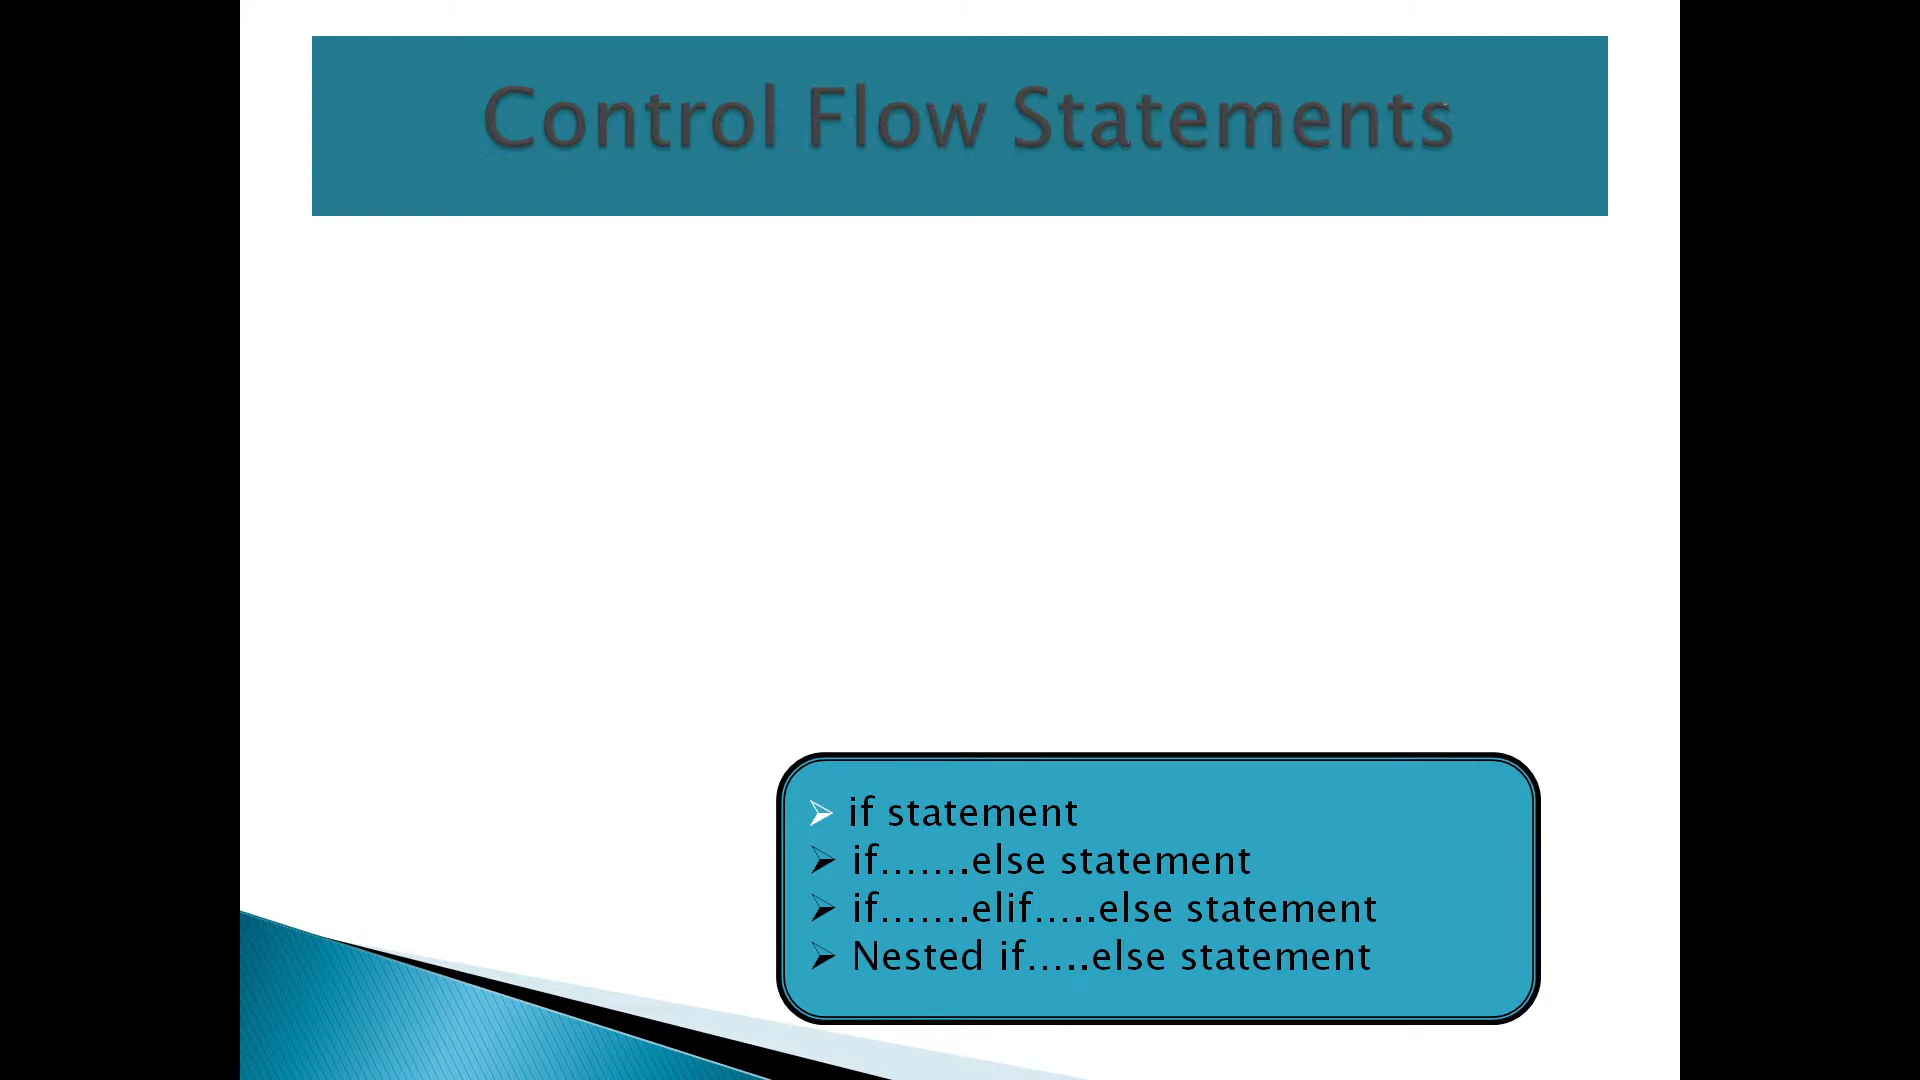 Control Flow Statements
➢ if statement
➢ if.......else statement
➢ if.......elif.....else statement
➢ Nested if.....else statement